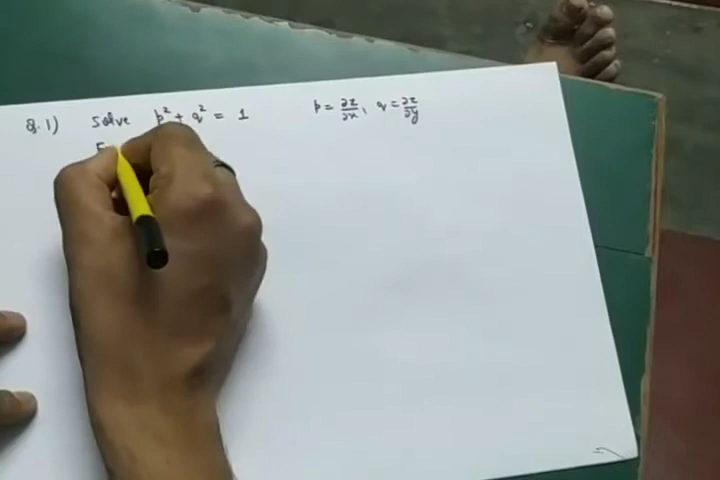 Q.1) Solve p² + q² = 1 p = ∂z/∂x, q = ∂z/∂y